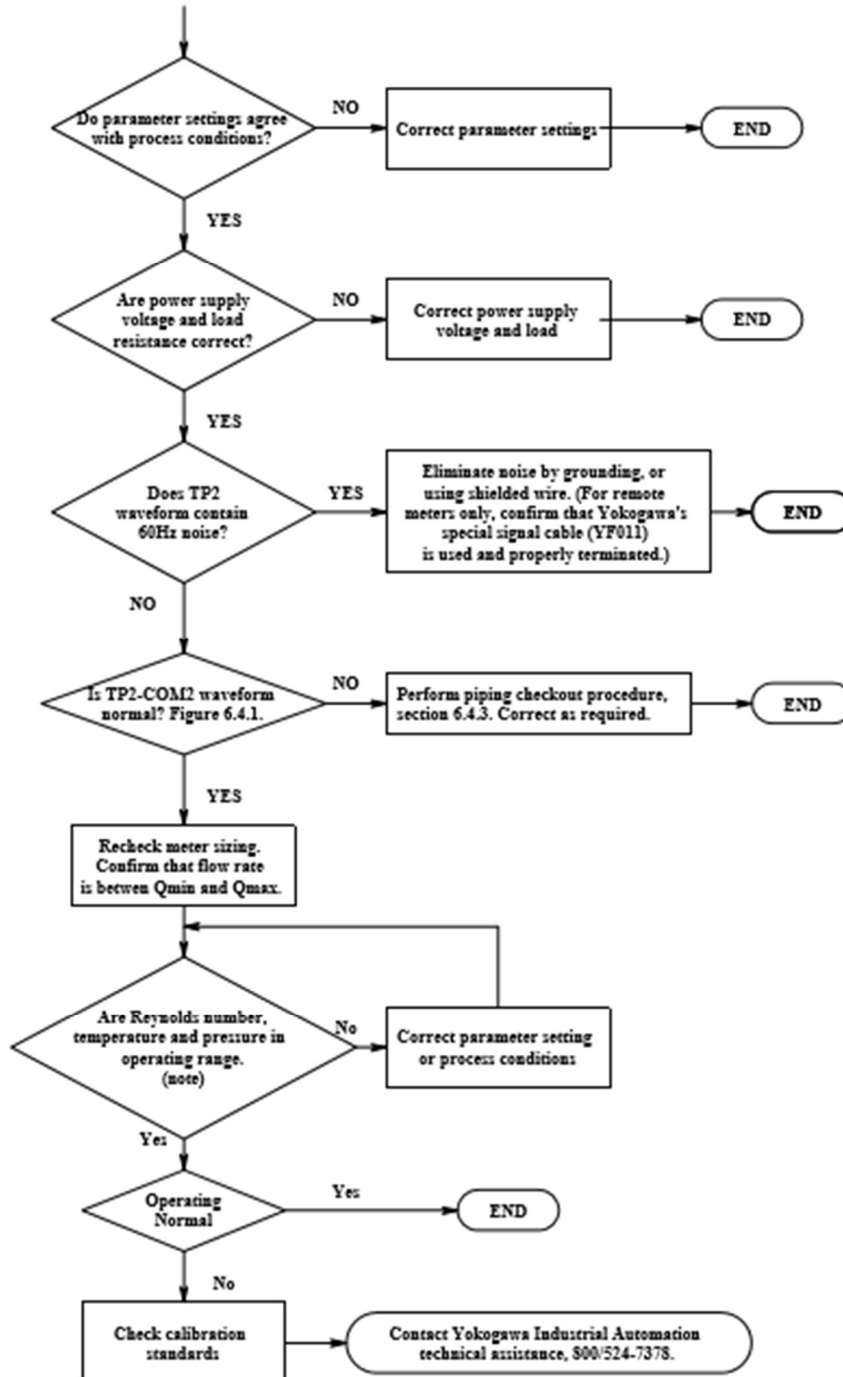 Do parameter settings agree
with process conditions?
NO
Correct parameter settings
END
YES
Are power supply
voltage and load
resistance correct?
NO
Correct power supply
voltage and load
END
YES
Does TP2
waveform contain
60Hz noise?
YES
Eliminate noise by grounding, or
using shielded wire. (For remote
meters only, confirm that Yokogawa's
special signal cable (YF011)
is used and properly terminated.)
END
NO
Is TP2-COM2 waveform
normal? Figure 6.4.1.
NO
Perform piping checkout procedure,
section 6.4.3. Correct as required.
END
YES
Recheck meter sizing.
Confirm that flow rate
is betwen Qmin and Qmax.
Are Reynolds number,
temperature and pressure in
operating range.
(note)
No
Correct parameter setting
or process conditions
Yes
Operating
Normal
Yes
END
No
Check calibration
standards
Contact Yokogawa Industrial Automation
technical assistance, 800/524-7378.